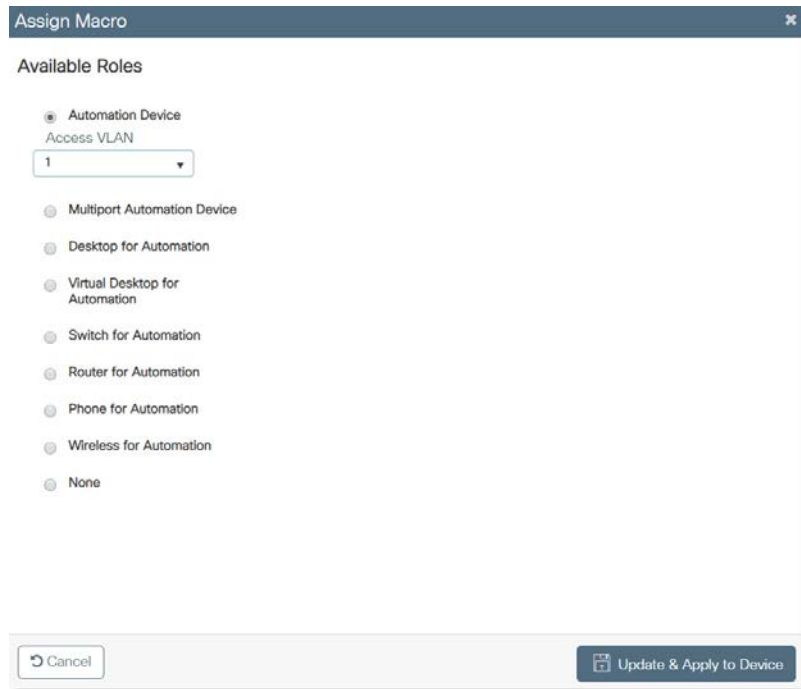 Assign Macro
Available Roles
Automation Device
Access VLAN
1
Multiport Automation Device
Desktop for Automation
Virtual Desktop for
Automation
Switch for Automation
Router for Automation
Phone for Automation
Wireless for Automation
None
Cancel
Update & Apply to Device